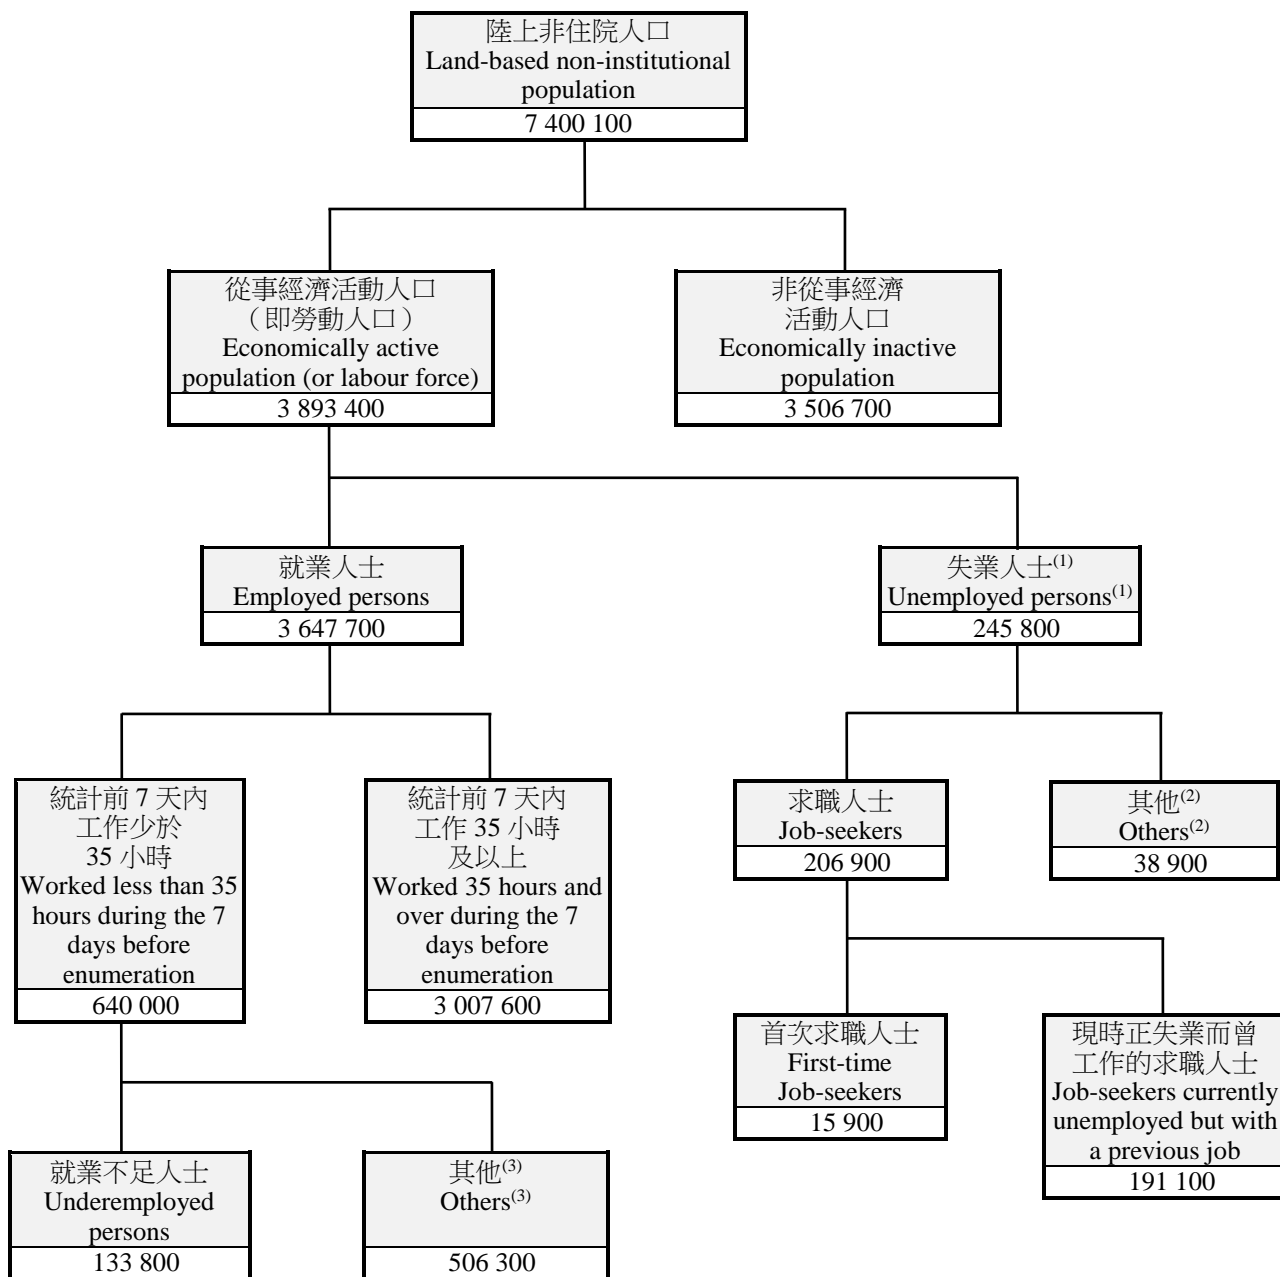 陸上非住院人口
Land-based non-institutional
population
7 400 100
從事經濟活動人口
（即勞動人口）
Economically active
population (or labour force)
3 893 400
非從事經濟
活動人口
Economically inactive
population
3 506 700
就業人士
Employed persons
3 647 700
失業人士(1)
Unemployed persons(1)
245 800
統計前 7 天內
工作少於
35 小時
Worked less than 35
hours during the 7
days before
enumeration
640 000
統計前 7 天內
工作 35 小時
及以上
Worked 35 hours and
over during the 7
days before
enumeration
3 007 600
求職人士
Job-seekers
206 900
其他(2)
Others(2)
38 900
首次求職人士
First-time
Job-seekers
15 900
現時正失業而曾
工作的求職人士
Job-seekers currently
unemployed but with
a previous job
191 100
就業不足人士
Underemployed
persons
133 800
其他(3)
Others(3)
506 300